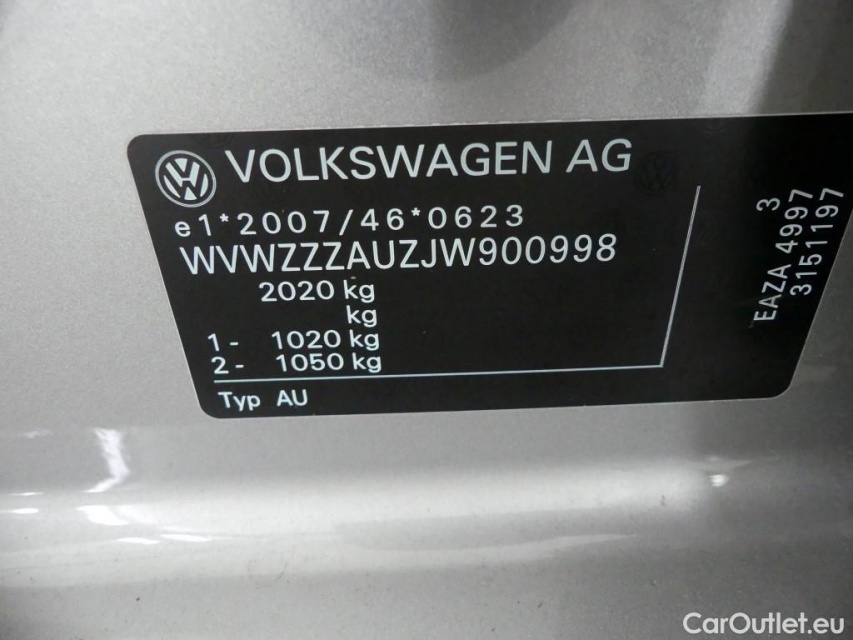 VOLKSWAGEN AG
e1*2007/46*0623
WVWZZZAUZJW900998
2020 kg
kg
1 - 1020 kg
2 - 1050 kg
Typ AU
3
EAZA 4997
3151197
CarOutlet.eu